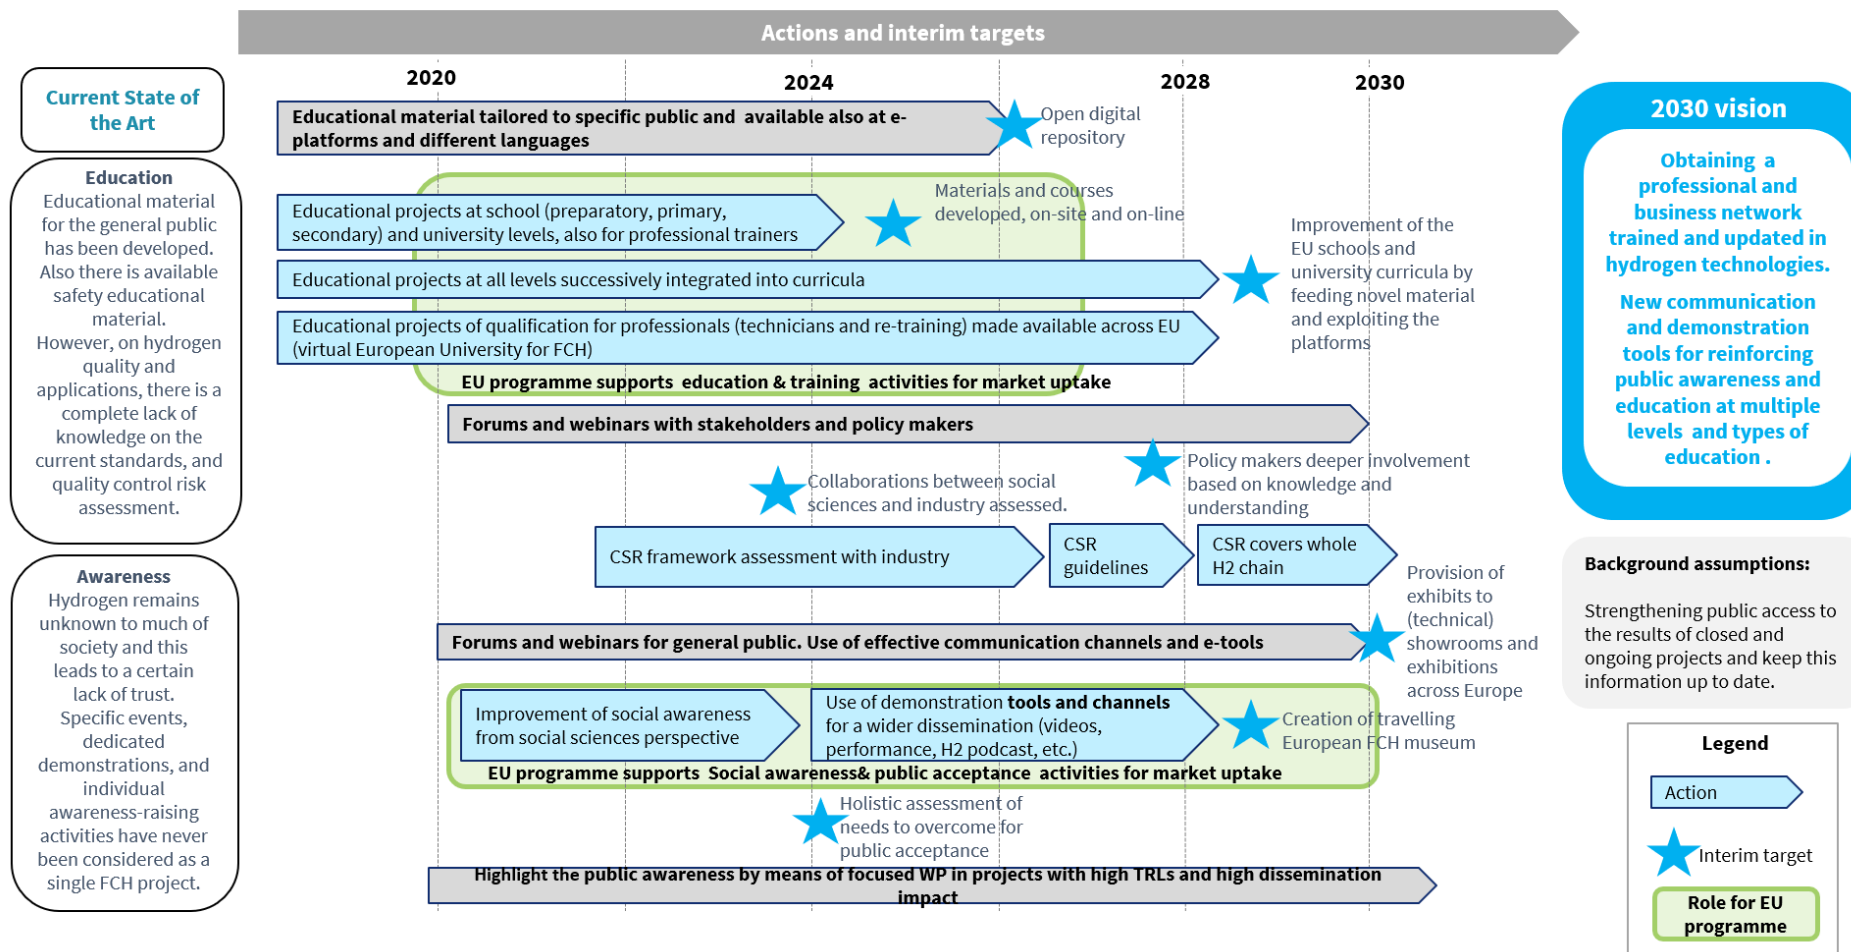 Actions and interim targets
2020
2024
2028
2030
Current State of
the Art
Education
Educational material
for the general public
has been developed.
Also there is available
safety educational
material.
However, on hydrogen
quality and
applications, there is a
complete lack of
knowledge on the
current standards, and
quality control risk
assessment.
Awareness
Hydrogen remains
unknown to much of
society and this
leads to a certain
lack of trust.
Specific events,
dedicated
demonstrations, and
individual
awareness-raising
activities have never
been considered as a
single FCH project.
Educational material tailored to specific public and  available also at e-
platforms and different languages
Open digital
repository
Educational projects at school (preparatory, primary,
secondary) and university levels, also for professional trainers
Materials and courses
developed, on-site and on-line
Educational projects at all levels successively integrated into curricula
Improvement of the
EU schools and
university curricula by
feeding novel material
and exploiting the
platforms
Educational projects of qualification for professionals (technicians and re-training) made available across EU
(virtual European University for FCH)
EU programme supports  education & training  activities for market uptake
Forums and webinars with stakeholders and policy makers
Collaborations between social
sciences and industry assessed.
Policy makers deeper involvement
based on knowledge and
understanding
CSR framework assessment with industry
CSR
guidelines
CSR covers whole
H2 chain
Provision of
exhibits to
(technical)
showrooms and
exhibitions
across Europe
Forums and webinars for general public. Use of effective communication channels and e-tools
Improvement of social awareness
from social sciences perspective
Use of demonstration tools and channels
for a wider dissemination (videos,
performance, H2 podcast, etc.)
Creation of travelling
European FCH museum
EU programme supports  Social awareness& public acceptance  activities for market uptake
Holistic assessment of
needs to overcome for
public acceptance
Highlight the public awareness by means of focused WP in projects with high TRLs and high dissemination
impact
2030 vision
Obtaining  a
professional and
business network
trained and updated in
hydrogen technologies.
New communication
and demonstration
tools for reinforcing
public awareness and
education at multiple
levels  and types of
education .
Background assumptions:
Strengthening public access to
the results of closed and
ongoing projects and keep this
information up to date.
Legend
Action
Interim target
Role for EU
programme